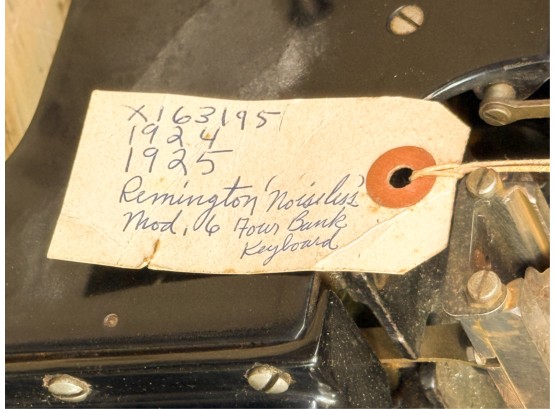 X163195
1924
1925
Remington 'Noiseless'
Mod. 6 Four Bank
Keyboard